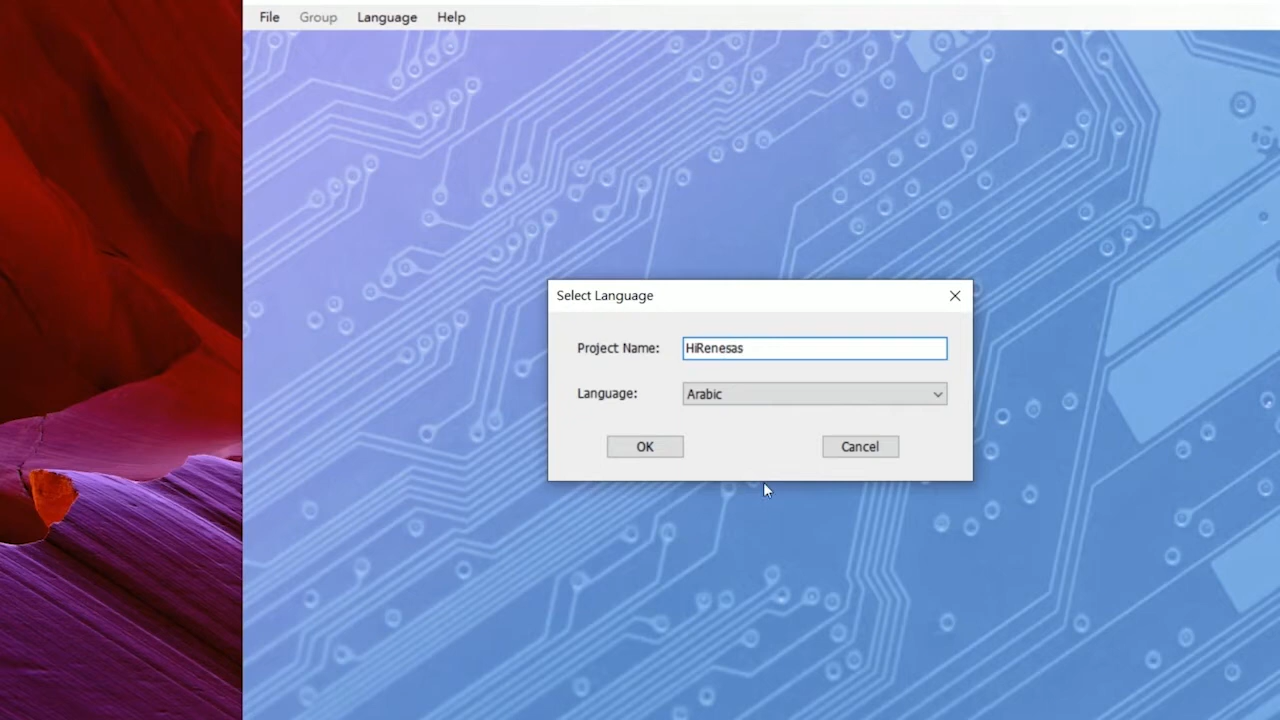 File Group Language Help
Select Language
Project Name: HiRenesas
Language: Arabic
OK Cancel